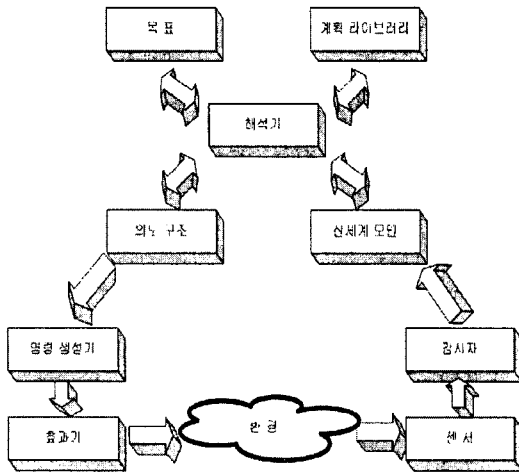 목 표
계획 라이브러리
해석기
의도 구조
실세계 모델
명령 생성기
감시자
효과기
환 경
센 서